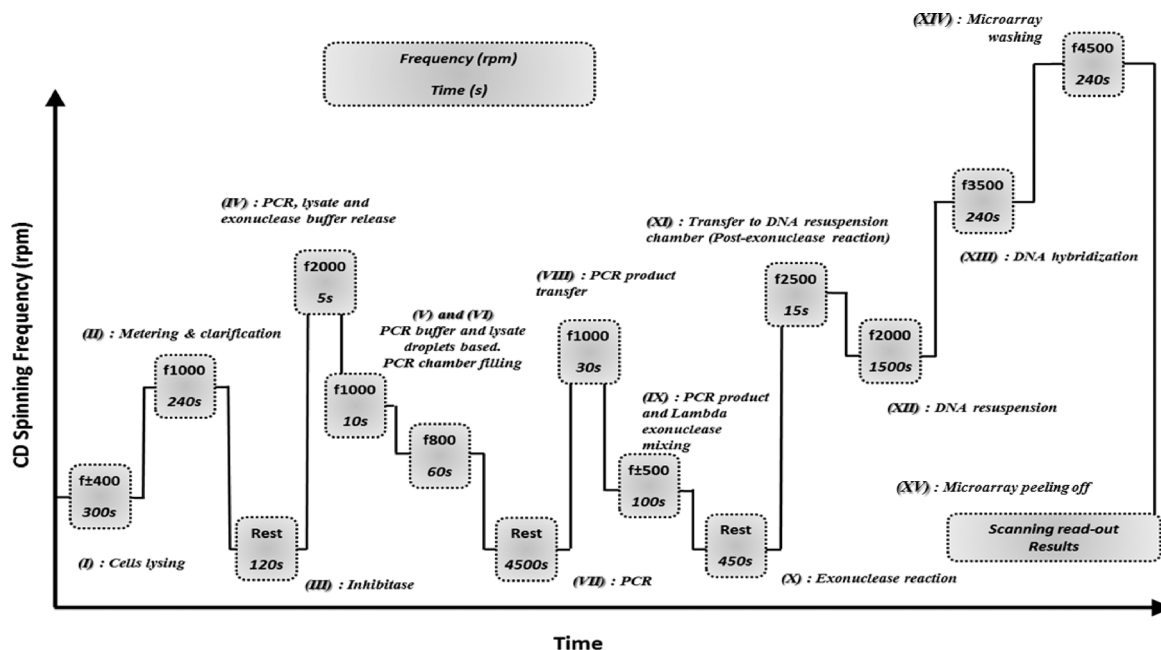 (XIV) : Microarray
washing
f4500
240s
Frequency (rpm)
Time (s)
f3500
240s
(XIII) : DNA hybridization
(IV) : PCR, lysate and
exonuclease buffer release
f2000
5s
(XI) : Transfer to DNA resuspension
chamber (Post-exonuclease reaction)
f2500
15s
(VIII) : PCR product
transfer
f1000
30s
(II) : Metering & clarification
f1000
240s
(V) and (VI)
PCR buffer and lysate
droplets based.
PCR chamber filling
f1000
10s
f800
60s
f2000
1500s
(XII) : DNA resuspension
(IX) : PCR product
and Lambda
exonuclease
mixing
f±500
100s
f±400
300s
(I) : Cells lysing
Rest
120s
(III) : Inhibitase
Rest
4500s
(VII) : PCR
Rest
450s
(X) : Exonuclease reaction
(XV) : Microarray peeling off
Scanning read-out
Results
CD Spinning Frequency (rpm)
Time